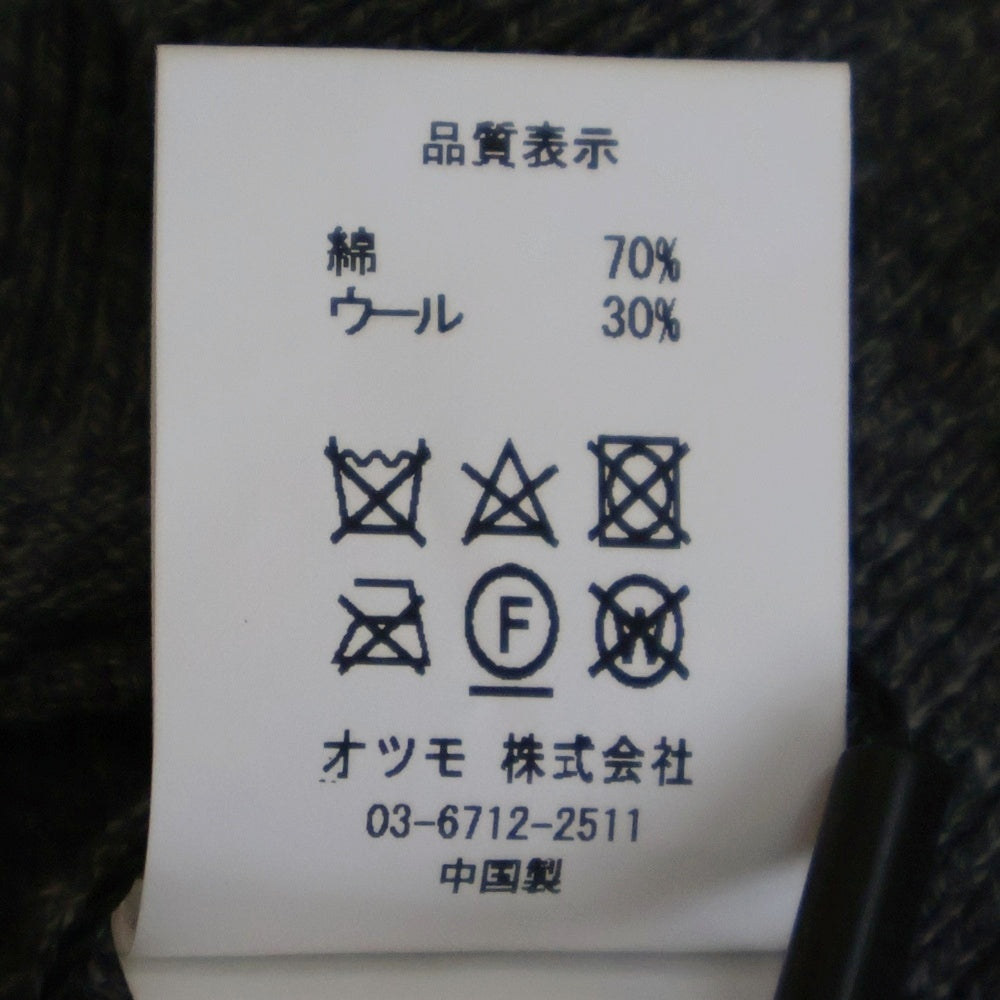 品質表示
綿 70%
ウール 30%
F W
オツモ 株式会社
03-6712-2511
中国製